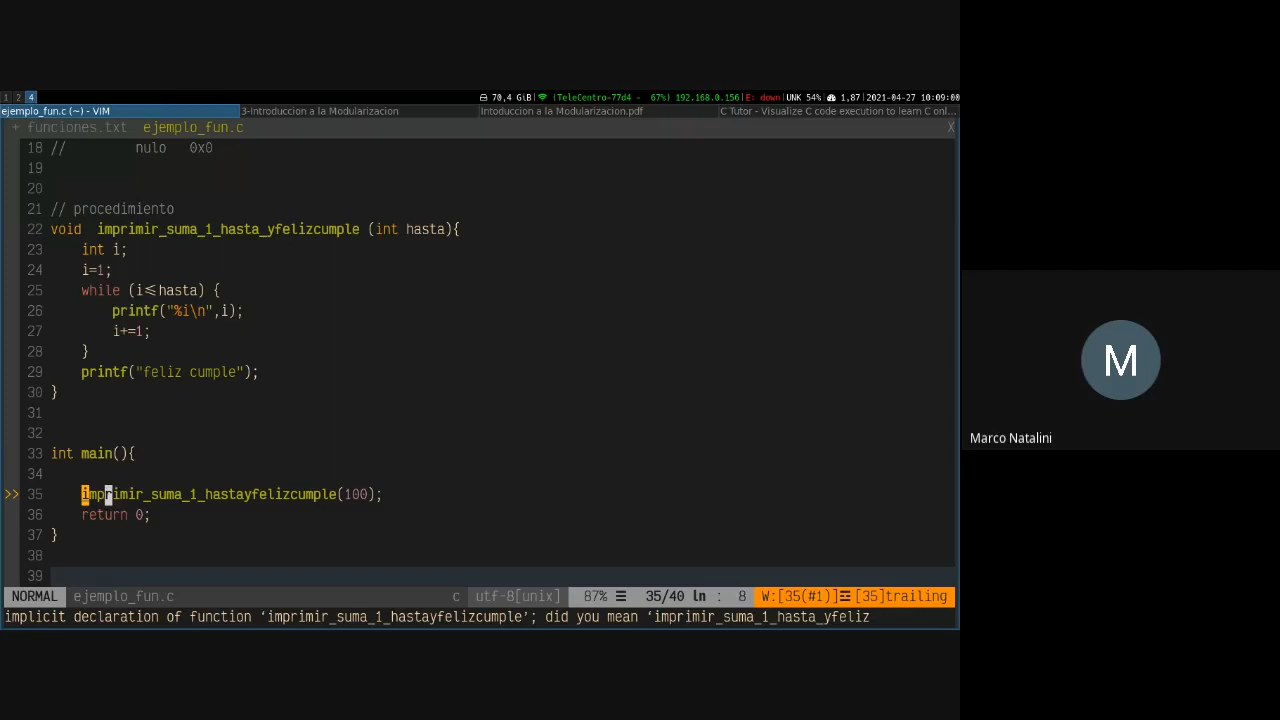 1 2 4
70,4 GiB (TeleCentro-77d4 - 67%) 192.168.0.156 E: down UNK 54% 1,87 2021-04-27 10:09:00
ejemplo_fun.c (~) - VIM 3-Introduccion a la Modularizacion Intoduccion a la Modularizacion.pdf C Tutor - Visualize C code execution to learn C onl...
+ funciones.txt ejemplo_fun.c X
18 // nulo 0x0
19
20
21 // procedimiento
22 void imprimir_suma_1_hasta_yfelizcumple (int hasta){
23 int i;
24 i=1;
25 while (i<=hasta) {
26 printf("%i\n",i);
27 i+=1;
28 }
29 printf("feliz cumple");
30 }
31
32
33 int main(){
34
>> 35 imprimir_suma_1_hastayfelizcumple(100);
36 return 0;
37 }
38
39
NORMAL ejemplo_fun.c c utf-8[unix] 87% ☰ 35/40 ln : 8 W:[35(#1)]☲ [35]trailing
implicit declaration of function ‘imprimir_suma_1_hastayfelizcumple’; did you mean ‘imprimir_suma_1_hasta_yfeliz
M
Marco Natalini